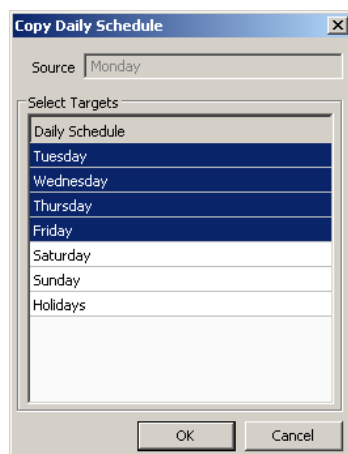 Copy Daily Schedule
Source Monday
Select Targets
Daily Schedule
Tuesday
Wednesday
Thursday
Friday
Saturday
Sunday
Holidays
OK Cancel